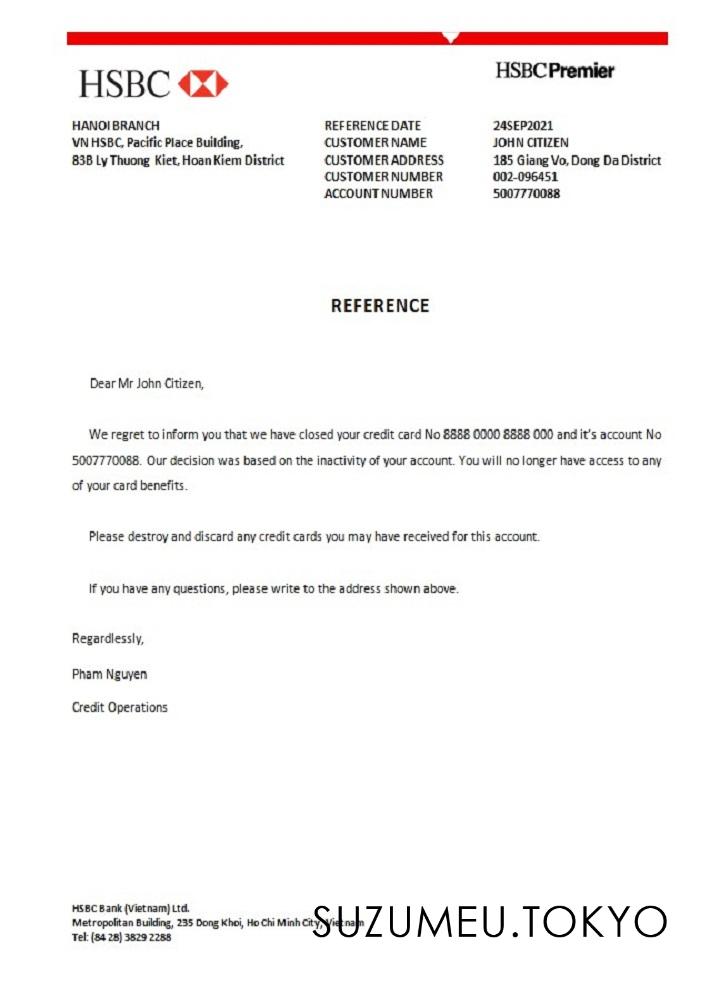 HSBC
HSBC Premier
HANOI BRANCH
VN HSBC, Pacific Place Building,
83B Ly Thuong Kiet, Hoan Kiem District
REFERENCE DATE 24SEP2021
CUSTOMER NAME JOHN CITIZEN
CUSTOMER ADDRESS 185 Giang Vo, Dong Da District
CUSTOMER NUMBER 002-096451
ACCOUNT NUMBER 5007770088
REFERENCE
Dear Mr John Citizen,
We regret to inform you that we have closed your credit card No 8888 0000 8888 000 and it's account No
5007770088. Our decision was based on the inactivity of your account. You will no longer have access to any
of your card benefits.
Please destroy and discard any credit cards you may have received for this account.
If you have any questions, please write to the address shown above.
Regardlessly,
Pham Nguyen
Credit Operations
HSBC Bank (Vietnam) Ltd.
Metropolitan Building, 235 Dong Khoi, Ho Chi Minh City, Vietnam
Tel: (84 28) 3829 2288
SUZUMEU.TOKYO